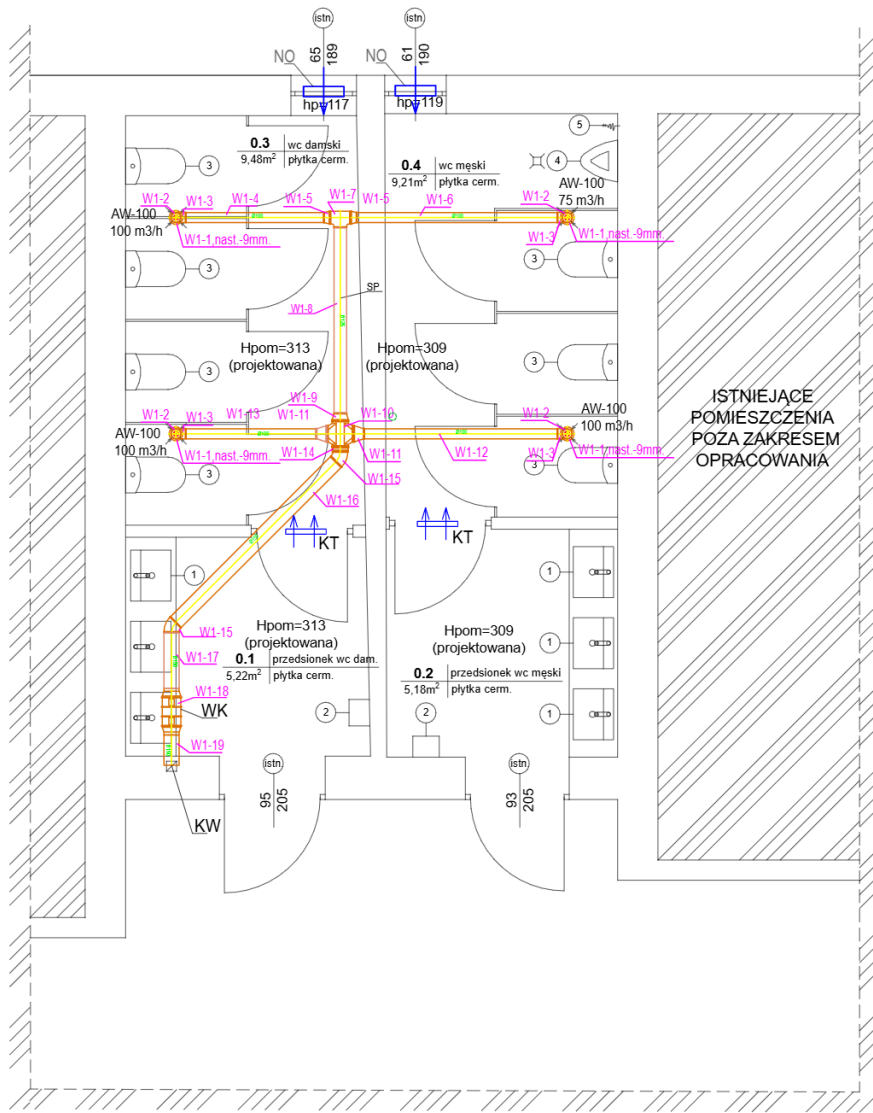 istn.
65
189
NO
hp=117
istn.
61
190
NO
hp=119
0.3
wc damski
9,48m²
płytka cerm.
0.4
wc męski
9,21m²
płytka cerm.
5
4
3
AW-100
75 m3/h
W1-2
W1-3
W1-4
W1-5
W1-7
W1-5
W1-6
W1-2
AW-100
100 m3/h
W1-1,nast.-9mm.
W1-3
W1-1,nast.-9mm.
3
3
SP
W1-8
Hpom=313
(projektowana)
Hpom=309
(projektowana)
3
3
ISTNIEJĄCE
POMIESZCZENIA
POZA ZAKRESEM
OPRACOWANIA
W1-9
W1-2
W1-3
W1-13
W1-11
W1-10
W1-2
AW-100
100 m3/h
AW-100
100 m3/h
W1-1,nast.-9mm.
W1-14
W1-11
W1-12
W1-3
W1-1,nast.-9mm.
3
3
W1-15
W1-16
KT
KT
1
1
Hpom=313
(projektowana)
Hpom=309
(projektowana)
W1-15
W1-17
0.1
przedsionek wc dam.
5,22m²
płytka cerm.
0.2
przedsionek wc męski
5,18m²
płytka cerm.
1
W1-18
WK
2
2
1
W1-19
istn.
95
205
istn.
93
205
KW